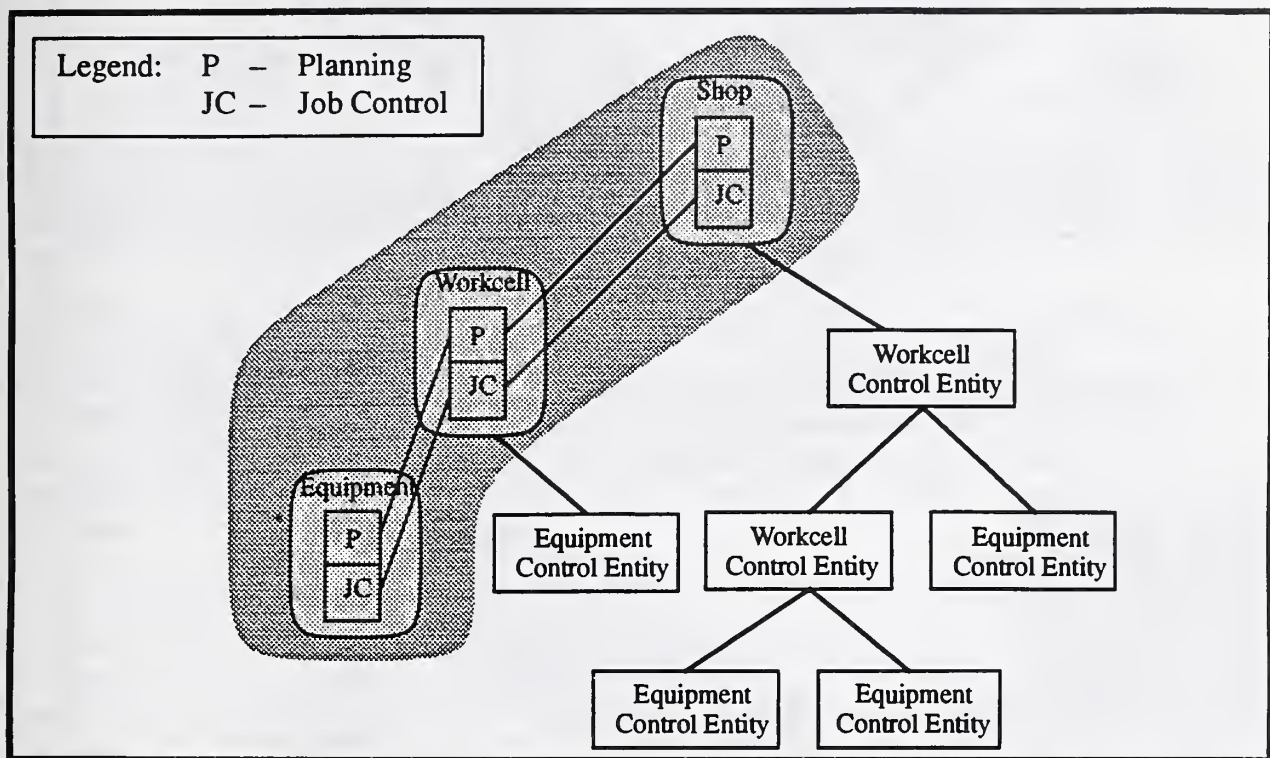 Legend: P – Planning
JC – Job Control
Shop
P
JC
Workcell
P
JC
Workcell
Control Entity
Equipment
P
JC
Equipment
Control Entity
Workcell
Control Entity
Equipment
Control Entity
Equipment
Control Entity
Equipment
Control Entity